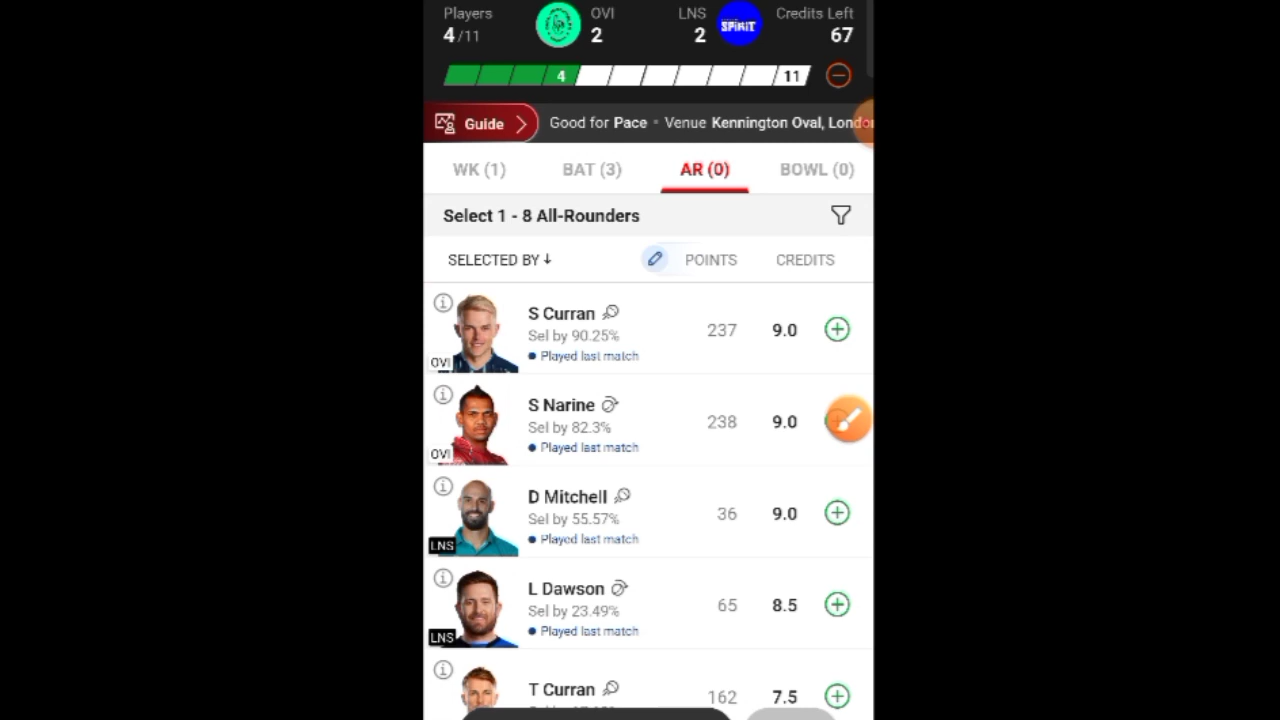 Players OVI LNS Credits Left
4/11 2 2 SPIRIT 67
4 11
Guide Good for Pace • Venue Kennington Oval, Londo
WK (1) BAT (3) AR (0) BOWL (0)
Select 1 - 8 All-Rounders
SELECTED BY ↓ POINTS CREDITS
S Curran
Sel by 90.25% 237 9.0
OVI • Played last match
S Narine
Sel by 82.3% 238 9.0
OVI • Played last match
D Mitchell
Sel by 55.57% 36 9.0
LNS • Played last match
L Dawson
Sel by 23.49% 65 8.5
LNS • Played last match
T Curran 162 7.5